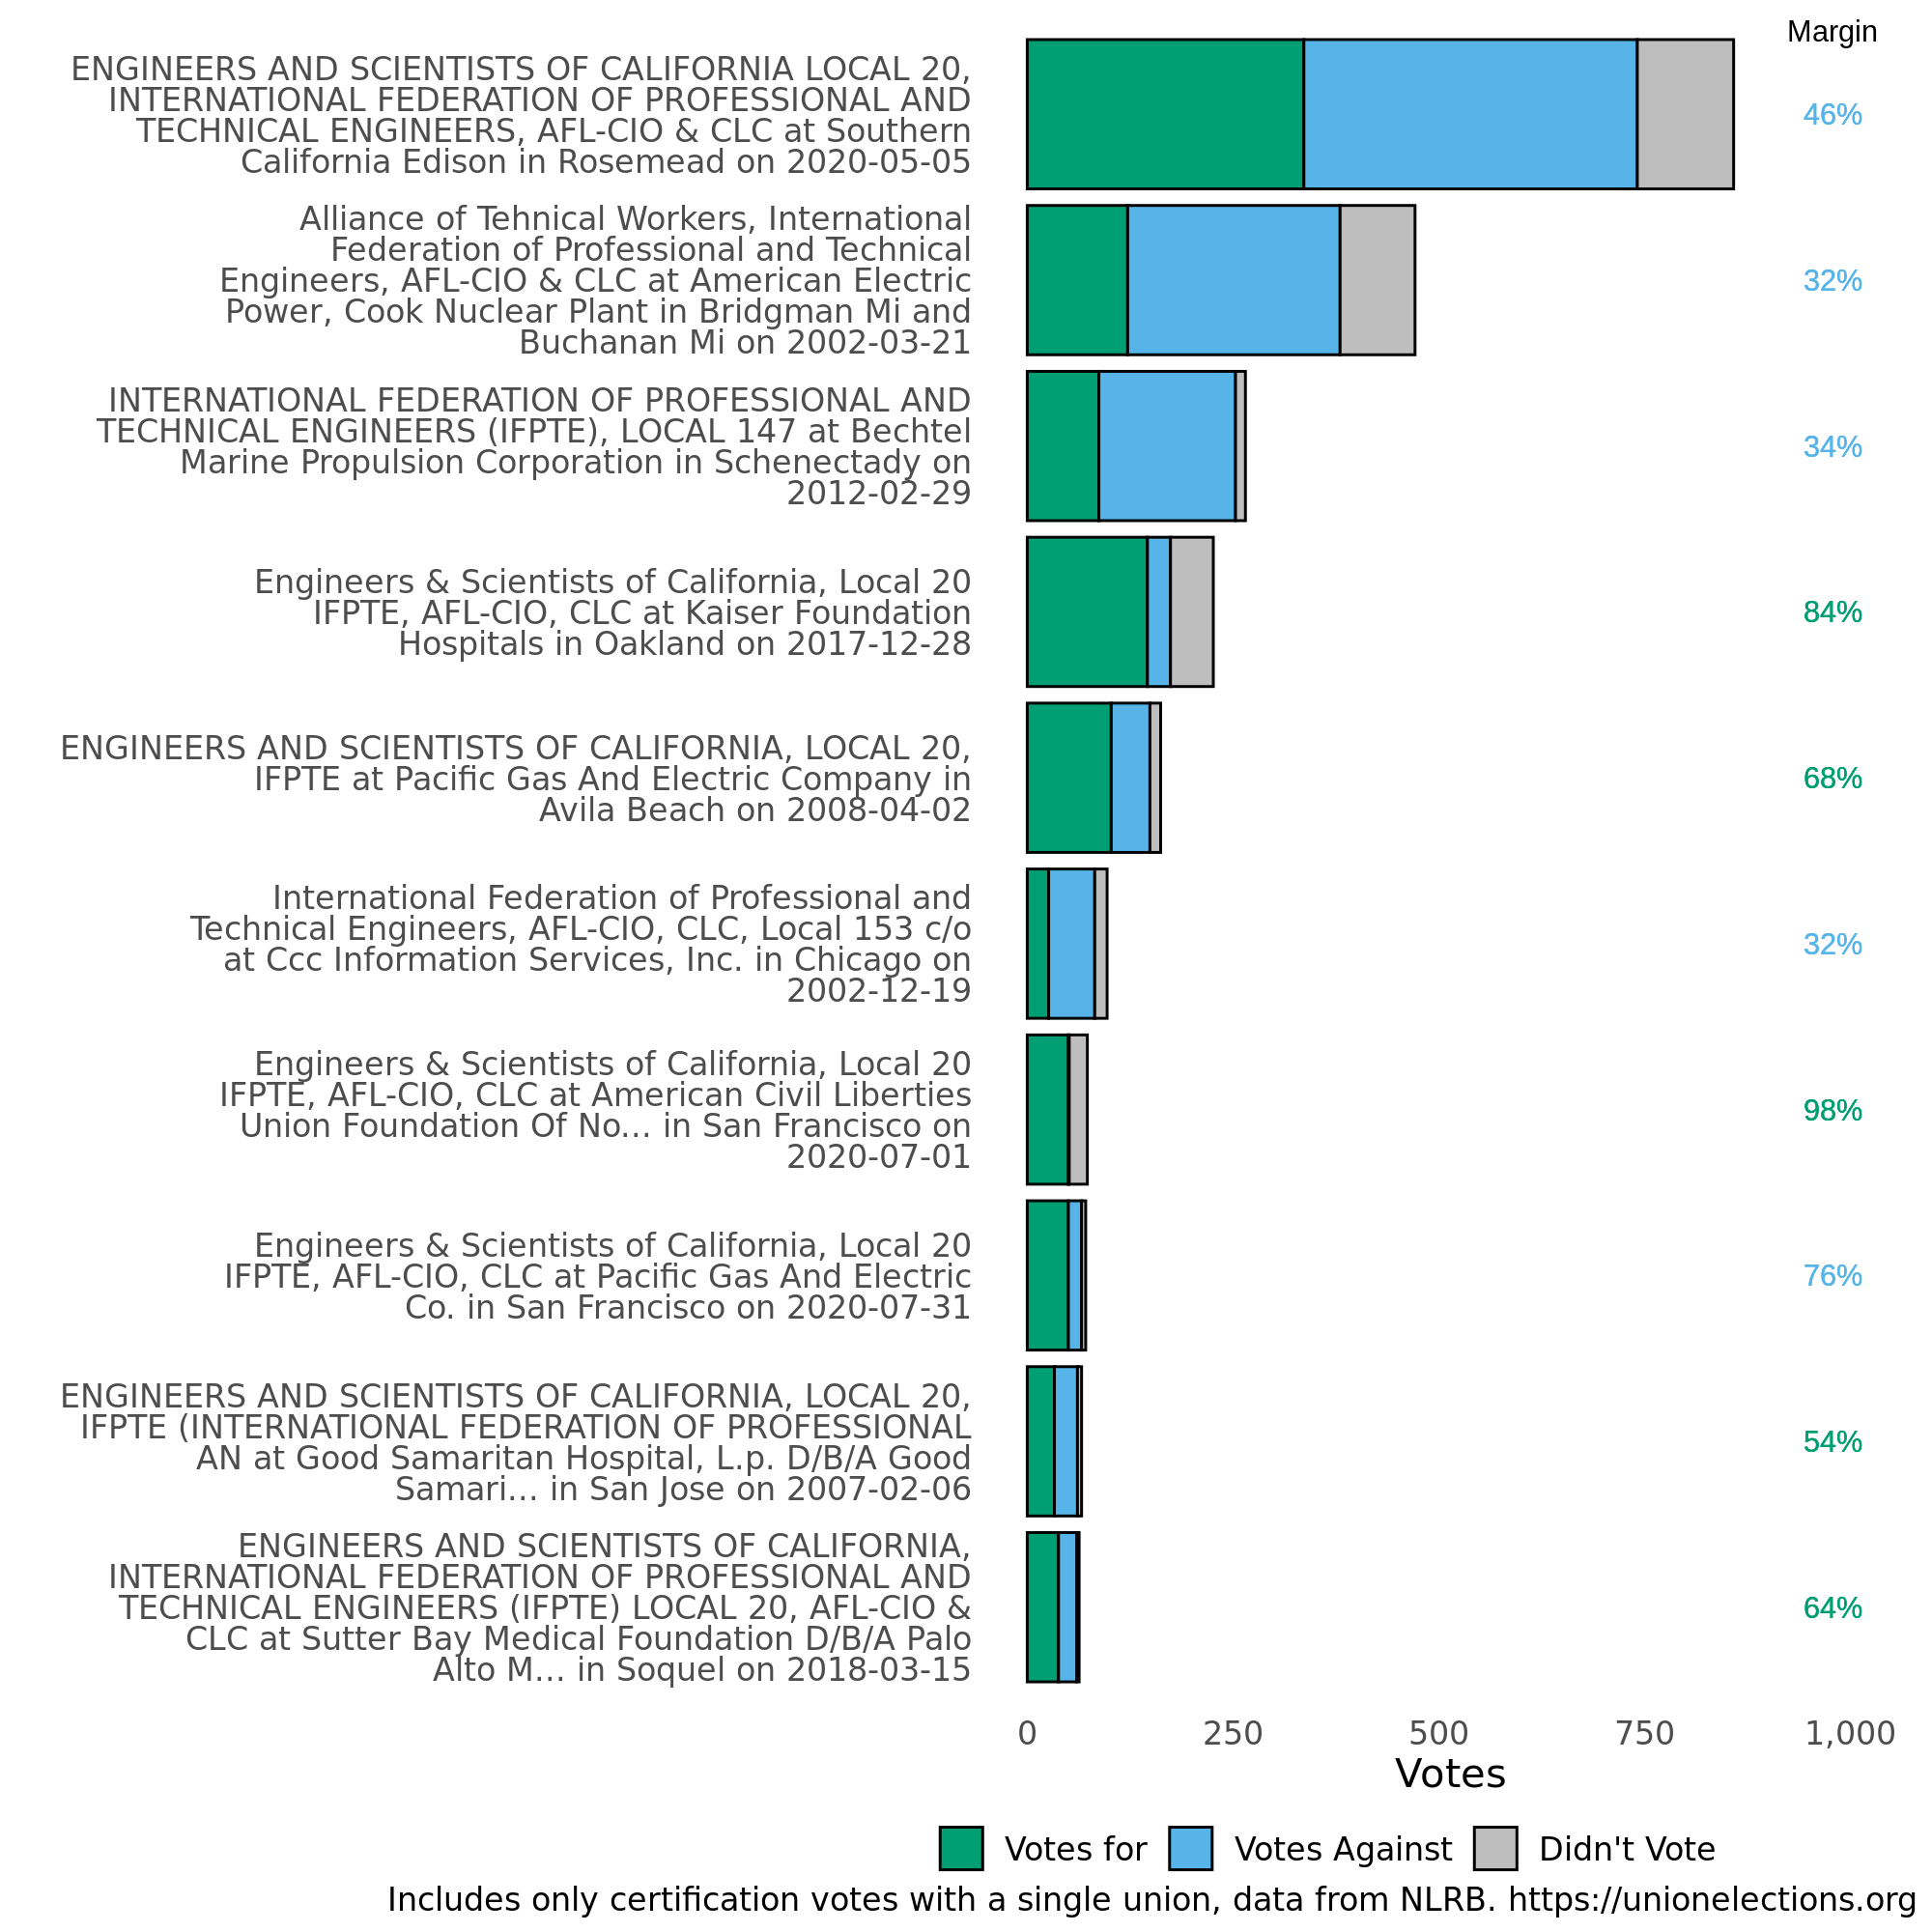 Margin
ENGINEERS AND SCIENTISTS OF CALIFORNIA LOCAL 20,
INTERNATIONAL FEDERATION OF PROFESSIONAL AND
TECHNICAL ENGINEERS, AFL-CIO & CLC at Southern
California Edison in Rosemead on 2020-05-05
46%
Alliance of Tehnical Workers, International
Federation of Professional and Technical
Engineers, AFL-CIO & CLC at American Electric
Power, Cook Nuclear Plant in Bridgman Mi and
Buchanan Mi on 2002-03-21
32%
INTERNATIONAL FEDERATION OF PROFESSIONAL AND
TECHNICAL ENGINEERS (IFPTE), LOCAL 147 at Bechtel
Marine Propulsion Corporation in Schenectady on
2012-02-29
34%
Engineers & Scientists of California, Local 20
IFPTE, AFL-CIO, CLC at Kaiser Foundation
Hospitals in Oakland on 2017-12-28
84%
ENGINEERS AND SCIENTISTS OF CALIFORNIA, LOCAL 20,
IFPTE at Pacific Gas And Electric Company in
Avila Beach on 2008-04-02
68%
International Federation of Professional and
Technical Engineers, AFL-CIO, CLC, Local 153 c/o
at Ccc Information Services, Inc. in Chicago on
2002-12-19
32%
Engineers & Scientists of California, Local 20
IFPTE, AFL-CIO, CLC at American Civil Liberties
Union Foundation Of No... in San Francisco on
2020-07-01
98%
Engineers & Scientists of California, Local 20
IFPTE, AFL-CIO, CLC at Pacific Gas And Electric
Co. in San Francisco on 2020-07-31
76%
ENGINEERS AND SCIENTISTS OF CALIFORNIA, LOCAL 20,
IFPTE (INTERNATIONAL FEDERATION OF PROFESSIONAL
AN at Good Samaritan Hospital, L.p. D/B/A Good
Samari... in San Jose on 2007-02-06
54%
ENGINEERS AND SCIENTISTS OF CALIFORNIA,
INTERNATIONAL FEDERATION OF PROFESSIONAL AND
TECHNICAL ENGINEERS (IFPTE) LOCAL 20, AFL-CIO &
CLC at Sutter Bay Medical Foundation D/B/A Palo
Alto M... in Soquel on 2018-03-15
64%
0 250 500 750 1,000
Votes
Votes for Votes Against Didn't Vote
Includes only certification votes with a single union, data from NLRB. https://unionelections.org